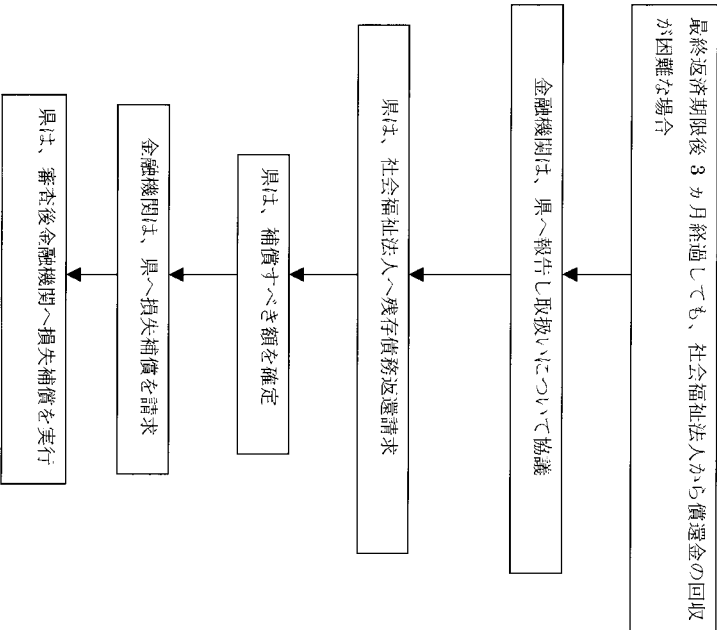 最終返済期限後 3 ヵ月経過しても、社会福祉法人から償還金の回収
が困難な場合
金融機関は、県へ報告し取扱いについて協議
県は、社会福祉法人へ残存債務返還請求
県は、補償すべき額を確定
金融機関は、県へ損失補償を請求
県は、審査後金融機関へ損失補償を実行